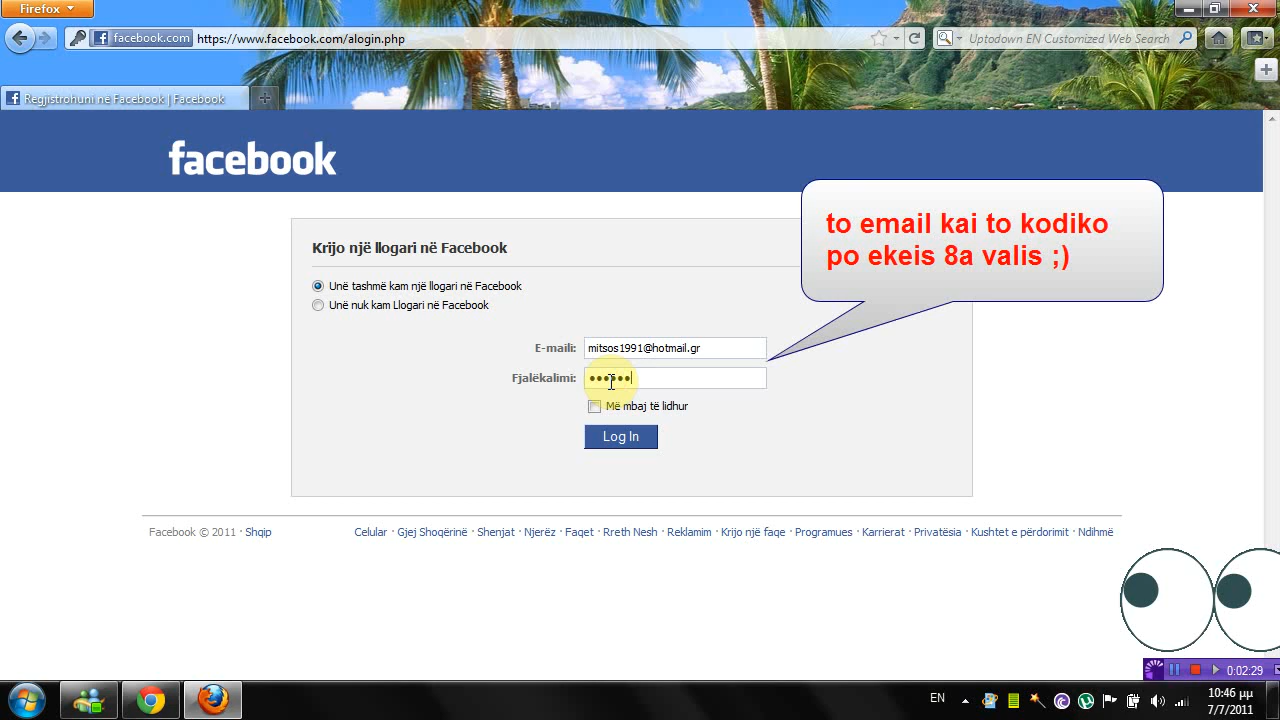 Firefox
facebook.com https://www.facebook.com/alogin.php
Uptodown EN Customized Web Search
Regjistrohuni në Facebook | Facebook
facebook
to email kai to kodiko
po ekeis 8a valis ;)
Krijo një llogari në Facebook
Unë tashmë kam një llogari në Facebook
Unë nuk kam Llogari në Facebook
E-maili: mitsos1991@hotmail.gr
Fjalëkalimi: ••••••
Më mbaj të lidhur
Log In
Facebook © 2011 · Shqip
Celular · Gjej Shoqërinë · Shenjat · Njerëz · Faqet · Rreth Nesh · Reklamim · Krijo një faqe · Programues · Karrierat · Privatësia · Kushtet e përdorimit · Ndihmë
0:02:29
EN
10:46 μμ
7/7/2011